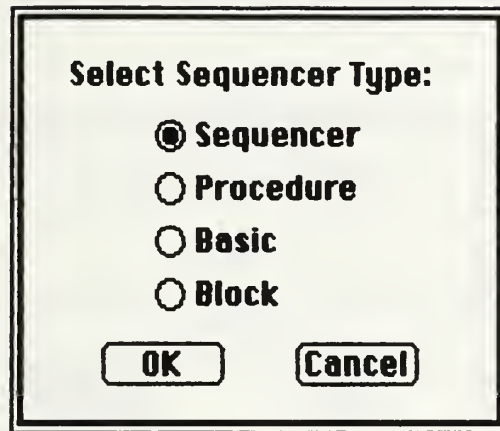 Select Sequencer Type:
Sequencer
Procedure
Basic
Block
OK Cancel